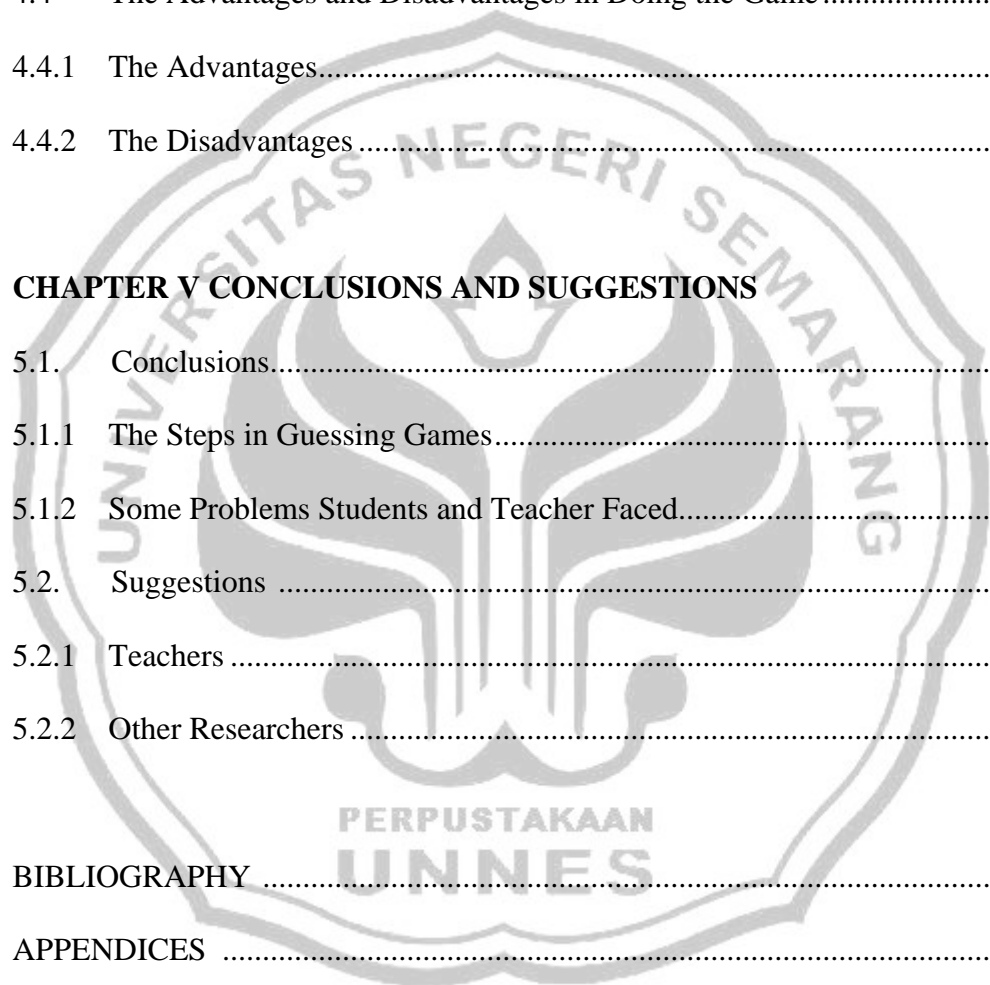 4.4 The Advantages and Disadvantages in Doing the Game......................
4.4.1 The Advantages.......................................................................................
4.4.2 The Disadvantages .................................................................................
UNIVERSITAS NEGERI SEMARANG
CHAPTER V CONCLUSIONS AND SUGGESTIONS
5.1. Conclusions..............................................................................................
5.1.1 The Steps in Guessing Games................................................................
5.1.2 Some Problems Students and Teacher Faced.........................................
5.2. Suggestions .............................................................................................
5.2.1 Teachers ..................................................................................................
5.2.2 Other Researchers ..................................................................................
PERPUSTAKAAN
UNNES
BIBLIOGRAPHY ...............................................................................................
APPENDICES ....................................................................................................